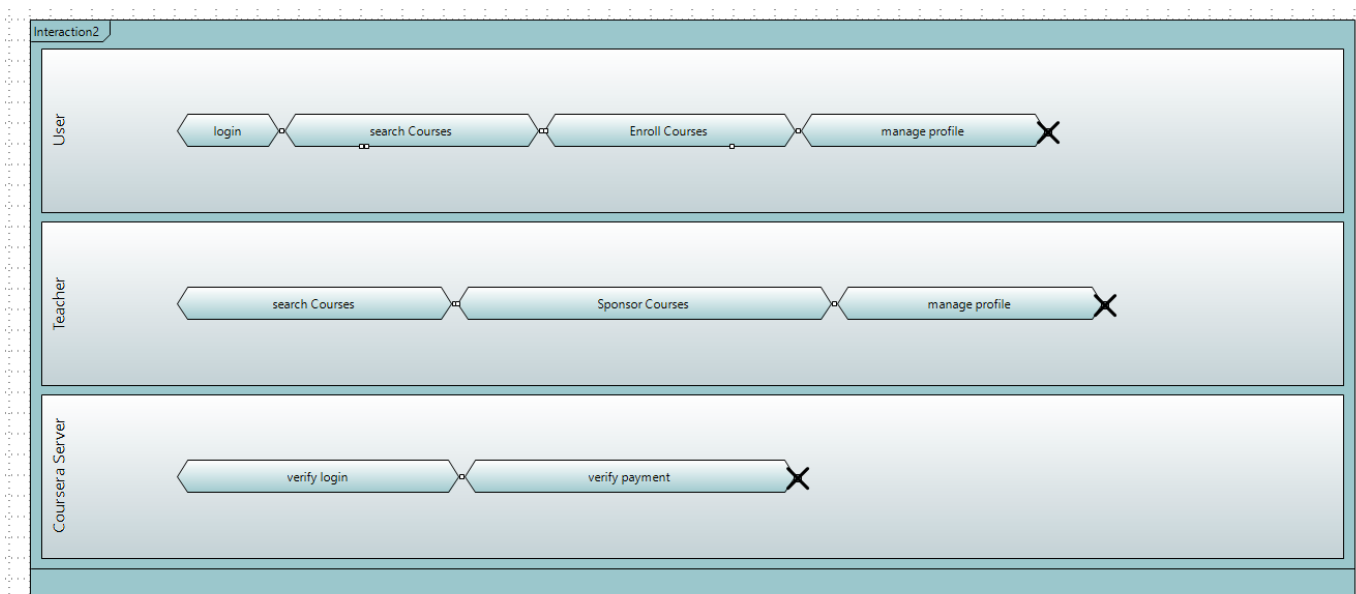 Interaction2
User
login
search Courses
Enroll Courses
manage profile
Teacher
search Courses
Sponsor Courses
manage profile
Coursera Server
verify login
verify payment